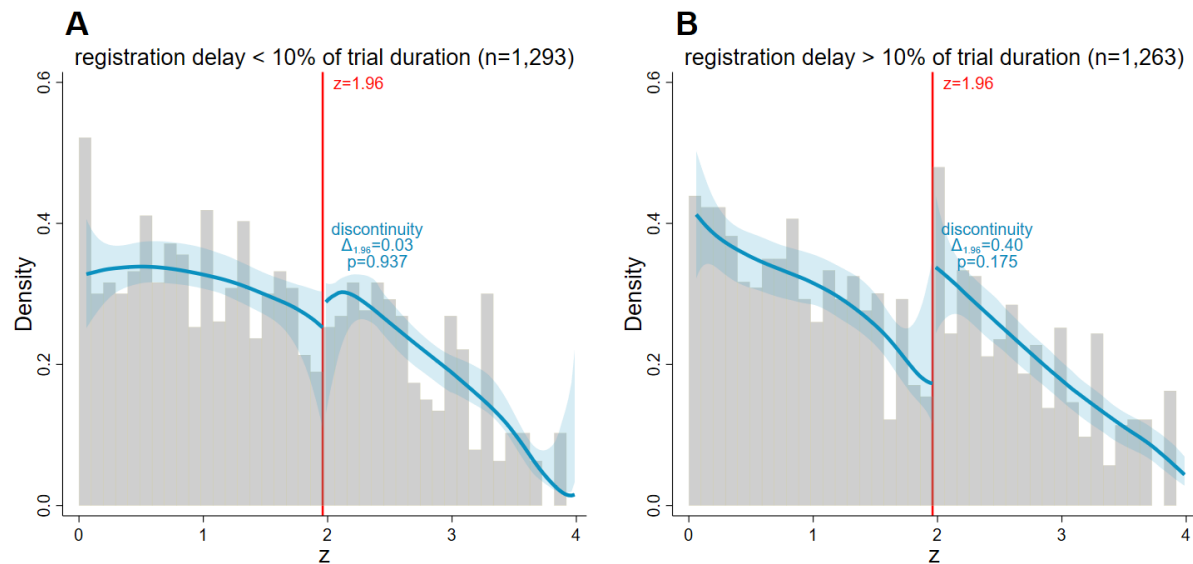 A
registration delay < 10% of trial duration (n=1,293)
z=1.96
discontinuity
Δ1.96=0.03
p=0.937
Density
0.0
0.2
0.4
0.6
0
1
2
3
4
z
B
registration delay > 10% of trial duration (n=1,263)
z=1.96
discontinuity
Δ1.96=0.40
p=0.175
Density
0.0
0.2
0.4
0.6
0
1
2
3
4
z